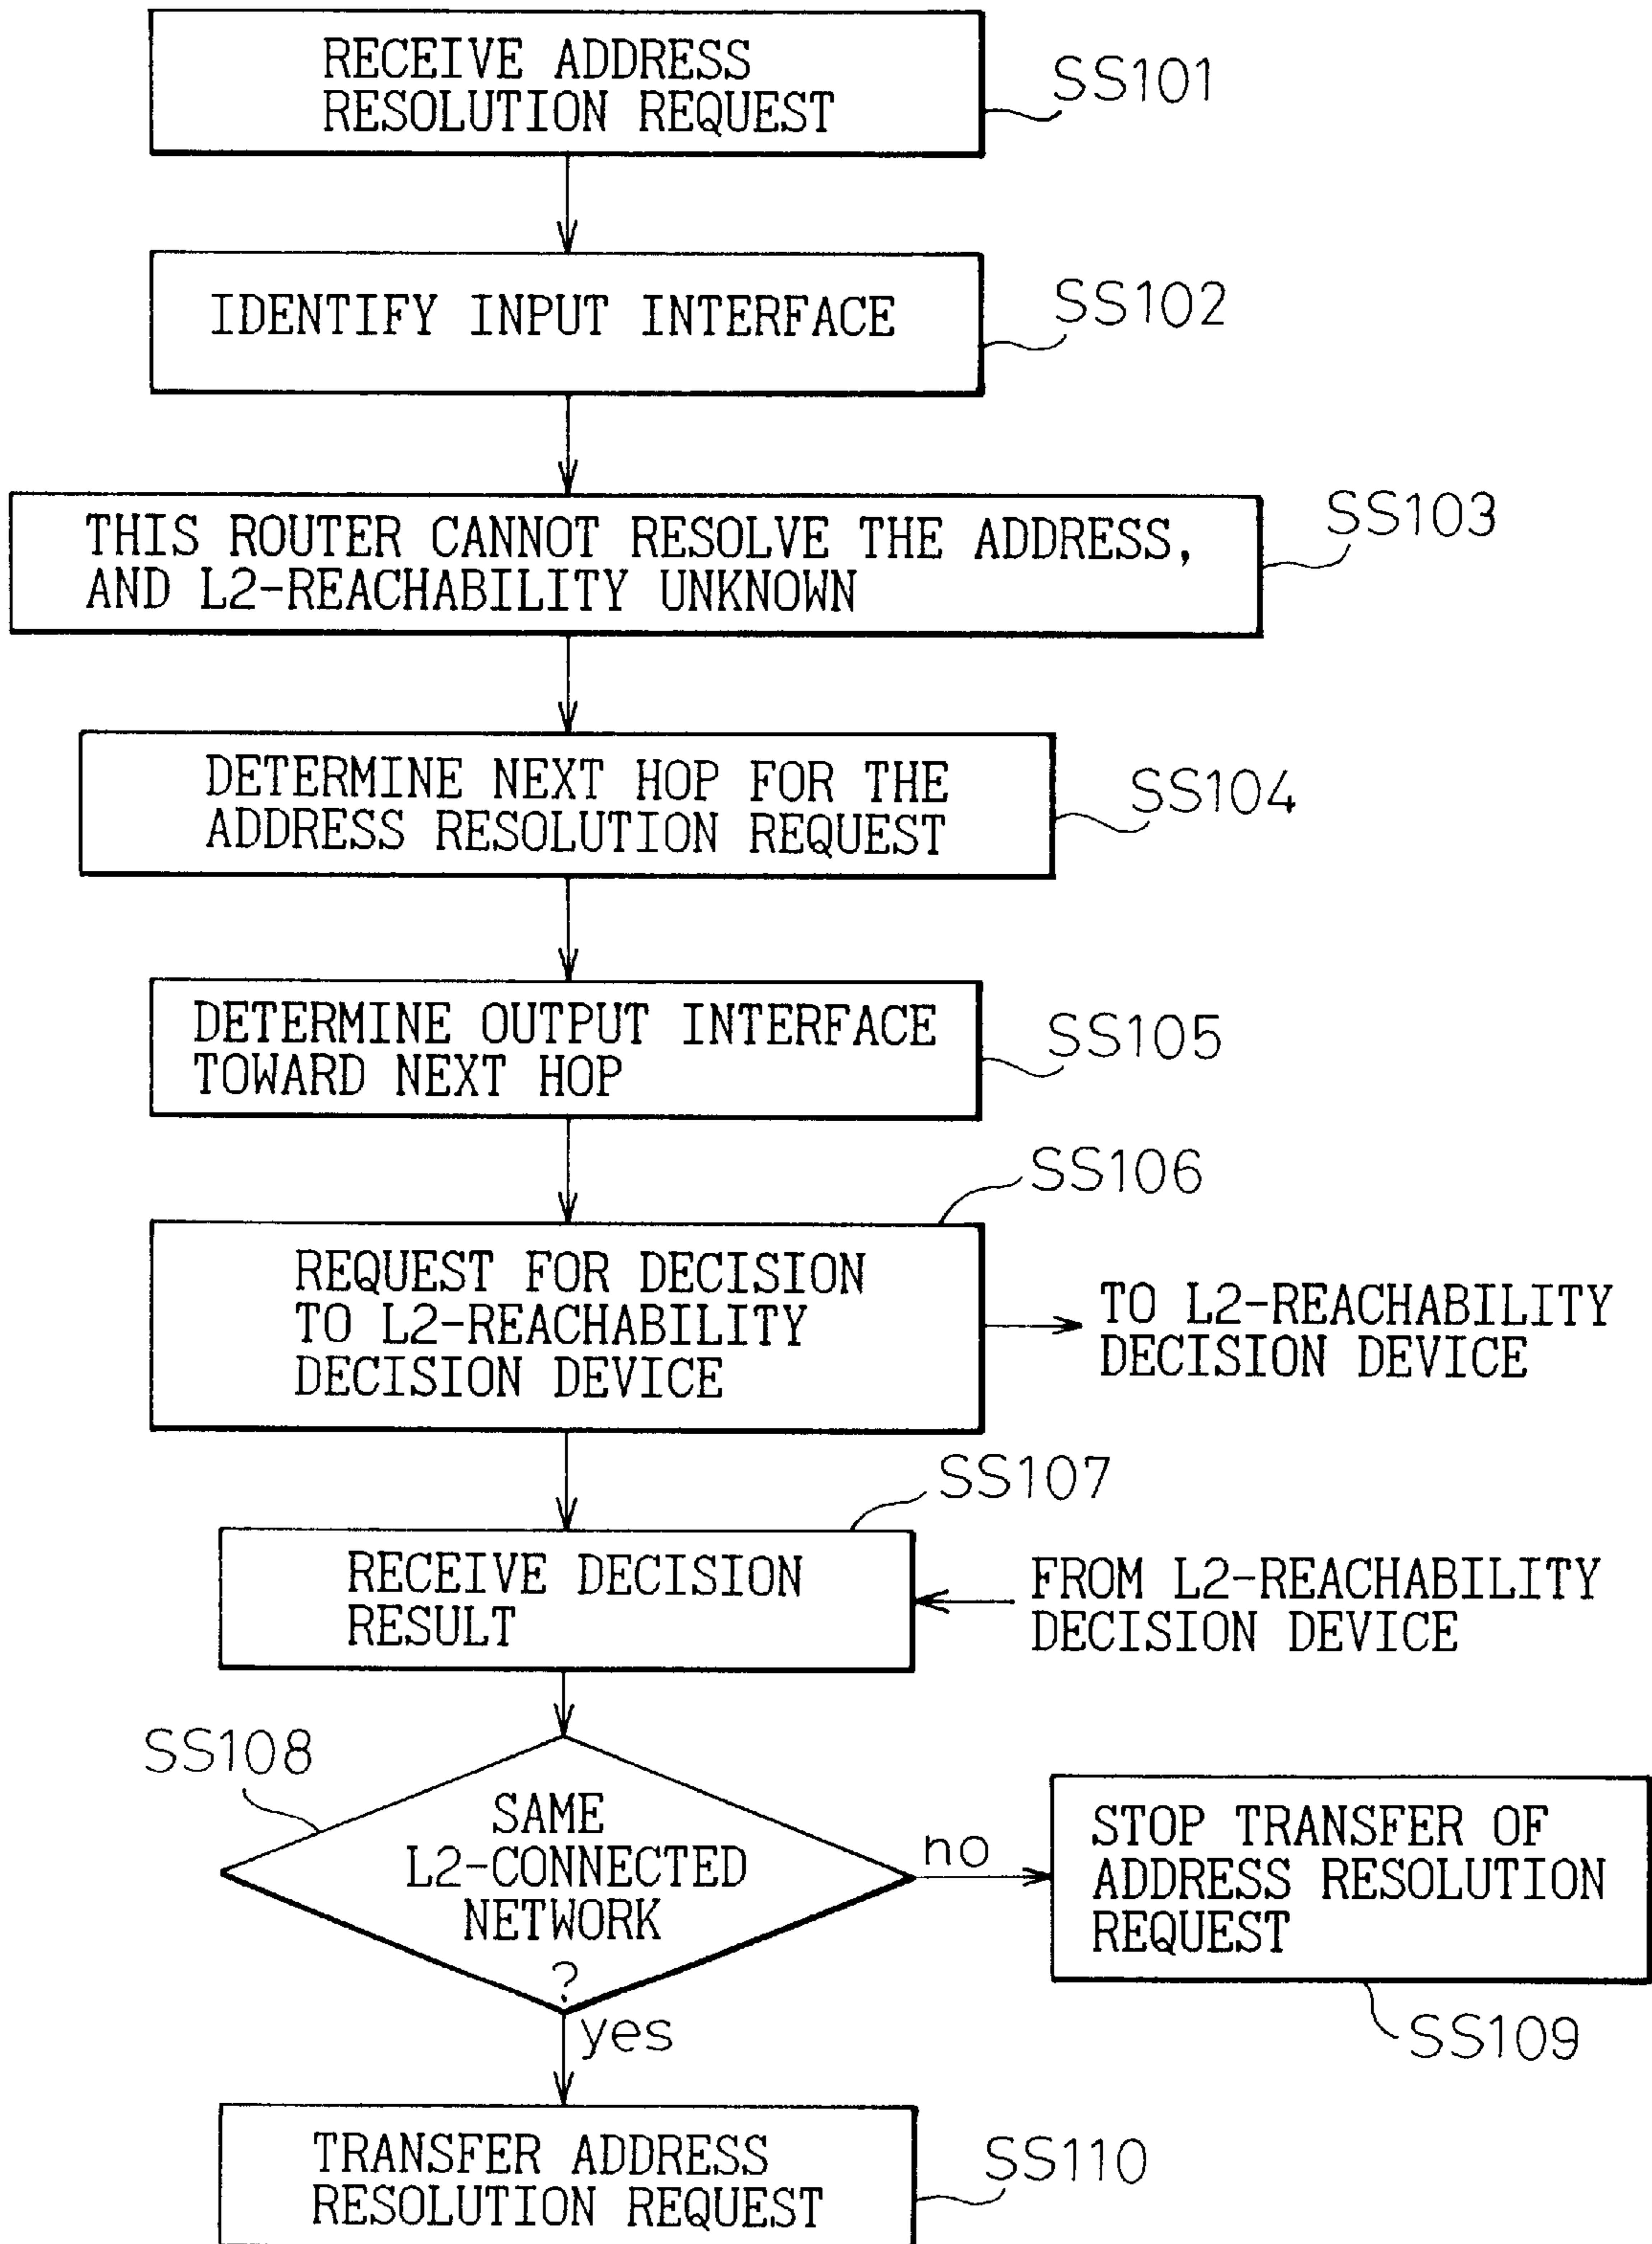 RECEIVE ADDRESS
RESOLUTION REQUEST
SS101
IDENTIFY INPUT INTERFACE
SS102
THIS ROUTER CANNOT RESOLVE THE ADDRESS,
AND L2-REACHABILITY UNKNOWN
SS103
DETERMINE NEXT HOP FOR THE
ADDRESS RESOLUTION REQUEST
SS104
DETERMINE OUTPUT INTERFACE
TOWARD NEXT HOP
SS105
SS106
REQUEST FOR DECISION
TO L2-REACHABILITY
DECISION DEVICE
TO L2-REACHABILITY
DECISION DEVICE
SS107
RECEIVE DECISION
RESULT
FROM L2-REACHABILITY
DECISION DEVICE
SS108
SAME
L2-CONNECTED
NETWORK
?
no
STOP TRANSFER OF
ADDRESS RESOLUTION
REQUEST
SS109
yes
TRANSFER ADDRESS
RESOLUTION REQUEST
SS110